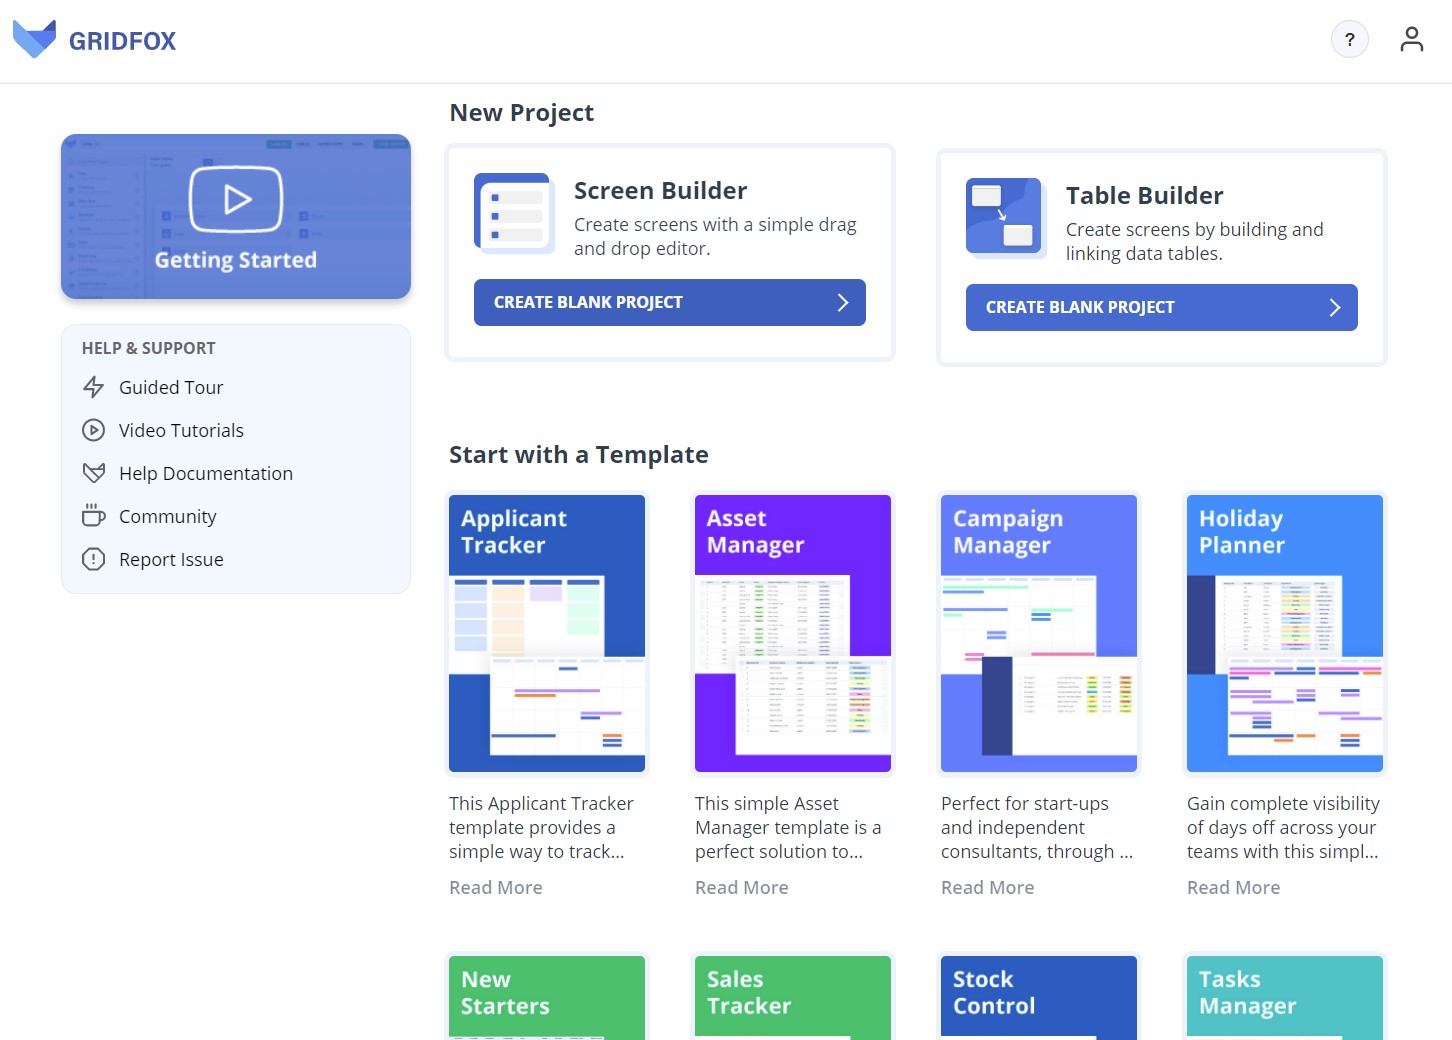 GRIDFOX
?
Getting Started
HELP & SUPPORT
Guided Tour
Video Tutorials
Help Documentation
Community
Report Issue
New Project
Screen Builder
Create screens with a simple drag
and drop editor.
CREATE BLANK PROJECT
Table Builder
Create screens by building and
linking data tables.
CREATE BLANK PROJECT
Start with a Template
Applicant
Tracker
This Applicant Tracker
template provides a
simple way to track...
Read More
Asset
Manager
This simple Asset
Manager template is a
perfect solution to...
Read More
Campaign
Manager
Perfect for start-ups
and independent
consultants, through ...
Read More
Holiday
Planner
Gain complete visibility
of days off across your
teams with this simpl...
Read More
New
Starters
Sales
Tracker
Stock
Control
Tasks
Manager